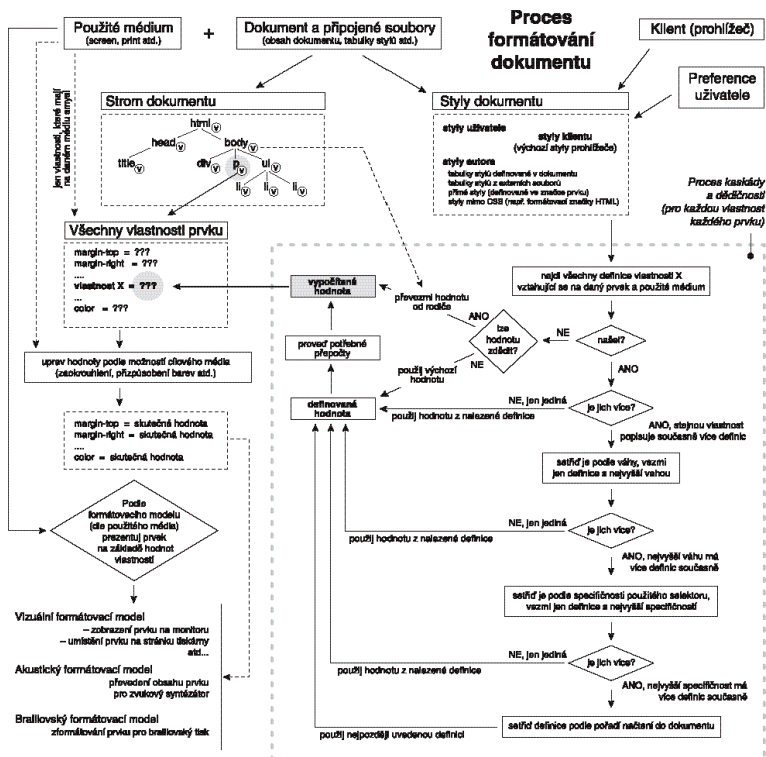 Použité médium
(screen, print atd.)
+
Dokument a připojené soubory
(obsah dokumentu, tabulky stylů atd.)
Proces
formátování
dokumentu
Klient (prohlížeč)
Preference
uživatele
jen vlastnosti, které mají
na daném médiu smysl
Strom dokumentu
html v
head v
body v
title v
div v
p v
ul v
li v
li v
li v
Styly dokumentu
styly uživatele
styly klientu
(výchozí styly prohlížeče)
styly autora
tabulky stylů definované v dokumentu
tabulky stylů z externích souborů
přímé styly (definované ve značce prvku)
styly mimo CSS (např. formátovací značky HTML)
Proces kaskády
a dědičnosti
(pro každou vlastnost
každého prvku)
Všechny vlastnosti prvku
margin-top = ???
margin-right = ???
....
vlastnost X = ???
...
color = ???
uprav hodnoty podle možností cílového média
(zaokrouhlení, přizpůsobení barev atd.)
margin-top = skutečná hodnota
margin-right = skutečná hodnota
....
color = skutečná hodnota
Podle
formátovacího modelu
(dle použitého média)
prezentuj prvek
na základě hodnot
vlastností
Vizuální formátovací model
– zobrazení prvku na monitoru
– umístění prvku na stránku tiskárny
atd...
Akustický formátovací model
převedení obsahu prvku
pro zvukový syntézátor
Braillovský formátovací model
zformátování prvku pro braillovský tisk
vypočítaná
hodnota
převezmi hodnotu
od rodiče
ANO
proveď potřebné
přepočty
lze
hodnotu
zdědit?
NE
použij výchozí
hodnotu
definovaná
hodnota
najdi všechny definice vlastnosti X
vztahující se na daný prvek a použité médium
NE
našel?
ANO
NE, jen jediná
použij hodnotu z nalezené definice
je jich více?
ANO, stejnou vlastnost
popisuje současně více definic
setřiď je podle váhy, vezmi
jen definice s nejvyšší vahou
NE, jen jediná
použij hodnotu z nalezené definice
je jich více?
ANO, nejvyšší váhu má
více definic současně
setřiď je podle specifičnosti použitého selektoru,
vezmi jen definice s nejvyšší specifičností
NE, jen jediná
použij hodnotu z nalezené definice
je jich více?
ANO, nejvyšší specifičnost má
více definic současně
setřiď definice podle pořadí načtení do dokumentu
použij nejpozději uvedenou definici